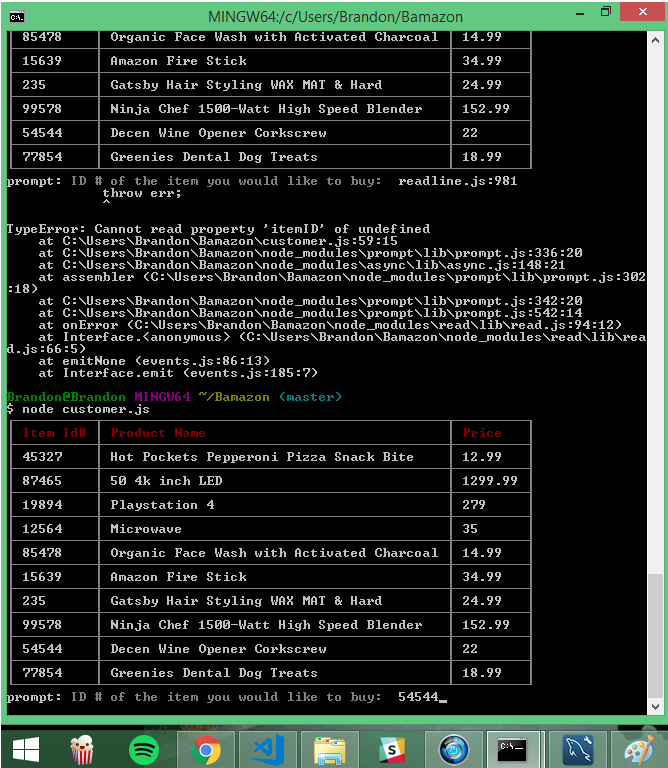 MINGW64:/c/Users/Brandon/Bamazon
85478 Organic Face Wash with Activated Charcoal 14.99
15639 Amazon Fire Stick 34.99
235 Gatsby Hair Styling WAX MAT & Hard 24.99
99578 Ninja Chef 1500-Watt High Speed Blender 152.99
54544 Decen Wine Opener Corkscrew 22
77854 Greenies Dental Dog Treats 18.99
prompt: ID # of the item you would like to buy:  readline.js:981
throw err;
^
TypeError: Cannot read property 'itemID' of undefined
at C:\Users\Brandon\Bamazon\customer.js:59:15
at C:\Users\Brandon\Bamazon\node_modules\prompt\lib\prompt.js:336:20
at C:\Users\Brandon\Bamazon\node_modules\async\lib\async.js:148:21
at assembler (C:\Users\Brandon\Bamazon\node_modules\prompt\lib\prompt.js:302
:18)
at C:\Users\Brandon\Bamazon\node_modules\prompt\lib\prompt.js:342:20
at C:\Users\Brandon\Bamazon\node_modules\prompt\lib\prompt.js:542:14
at onError (C:\Users\Brandon\Bamazon\node_modules\read\lib\read.js:94:12)
at Interface.<anonymous> (C:\Users\Brandon\Bamazon\node_modules\read\lib\rea
d.js:66:5)
at emitNone (events.js:86:13)
at Interface.emit (events.js:185:7)
Brandon@Brandon MINGW64 ~/Bamazon (master)
$ node customer.js
Item Id# Product Name Price
45327 Hot Pockets Pepperoni Pizza Snack Bite 12.99
87465 50 4k inch LED 1299.99
19894 Playstation 4 279
12564 Microwave 35
85478 Organic Face Wash with Activated Charcoal 14.99
15639 Amazon Fire Stick 34.99
235 Gatsby Hair Styling WAX MAT & Hard 24.99
99578 Ninja Chef 1500-Watt High Speed Blender 152.99
54544 Decen Wine Opener Corkscrew 22
77854 Greenies Dental Dog Treats 18.99
prompt: ID # of the item you would like to buy:  54544_